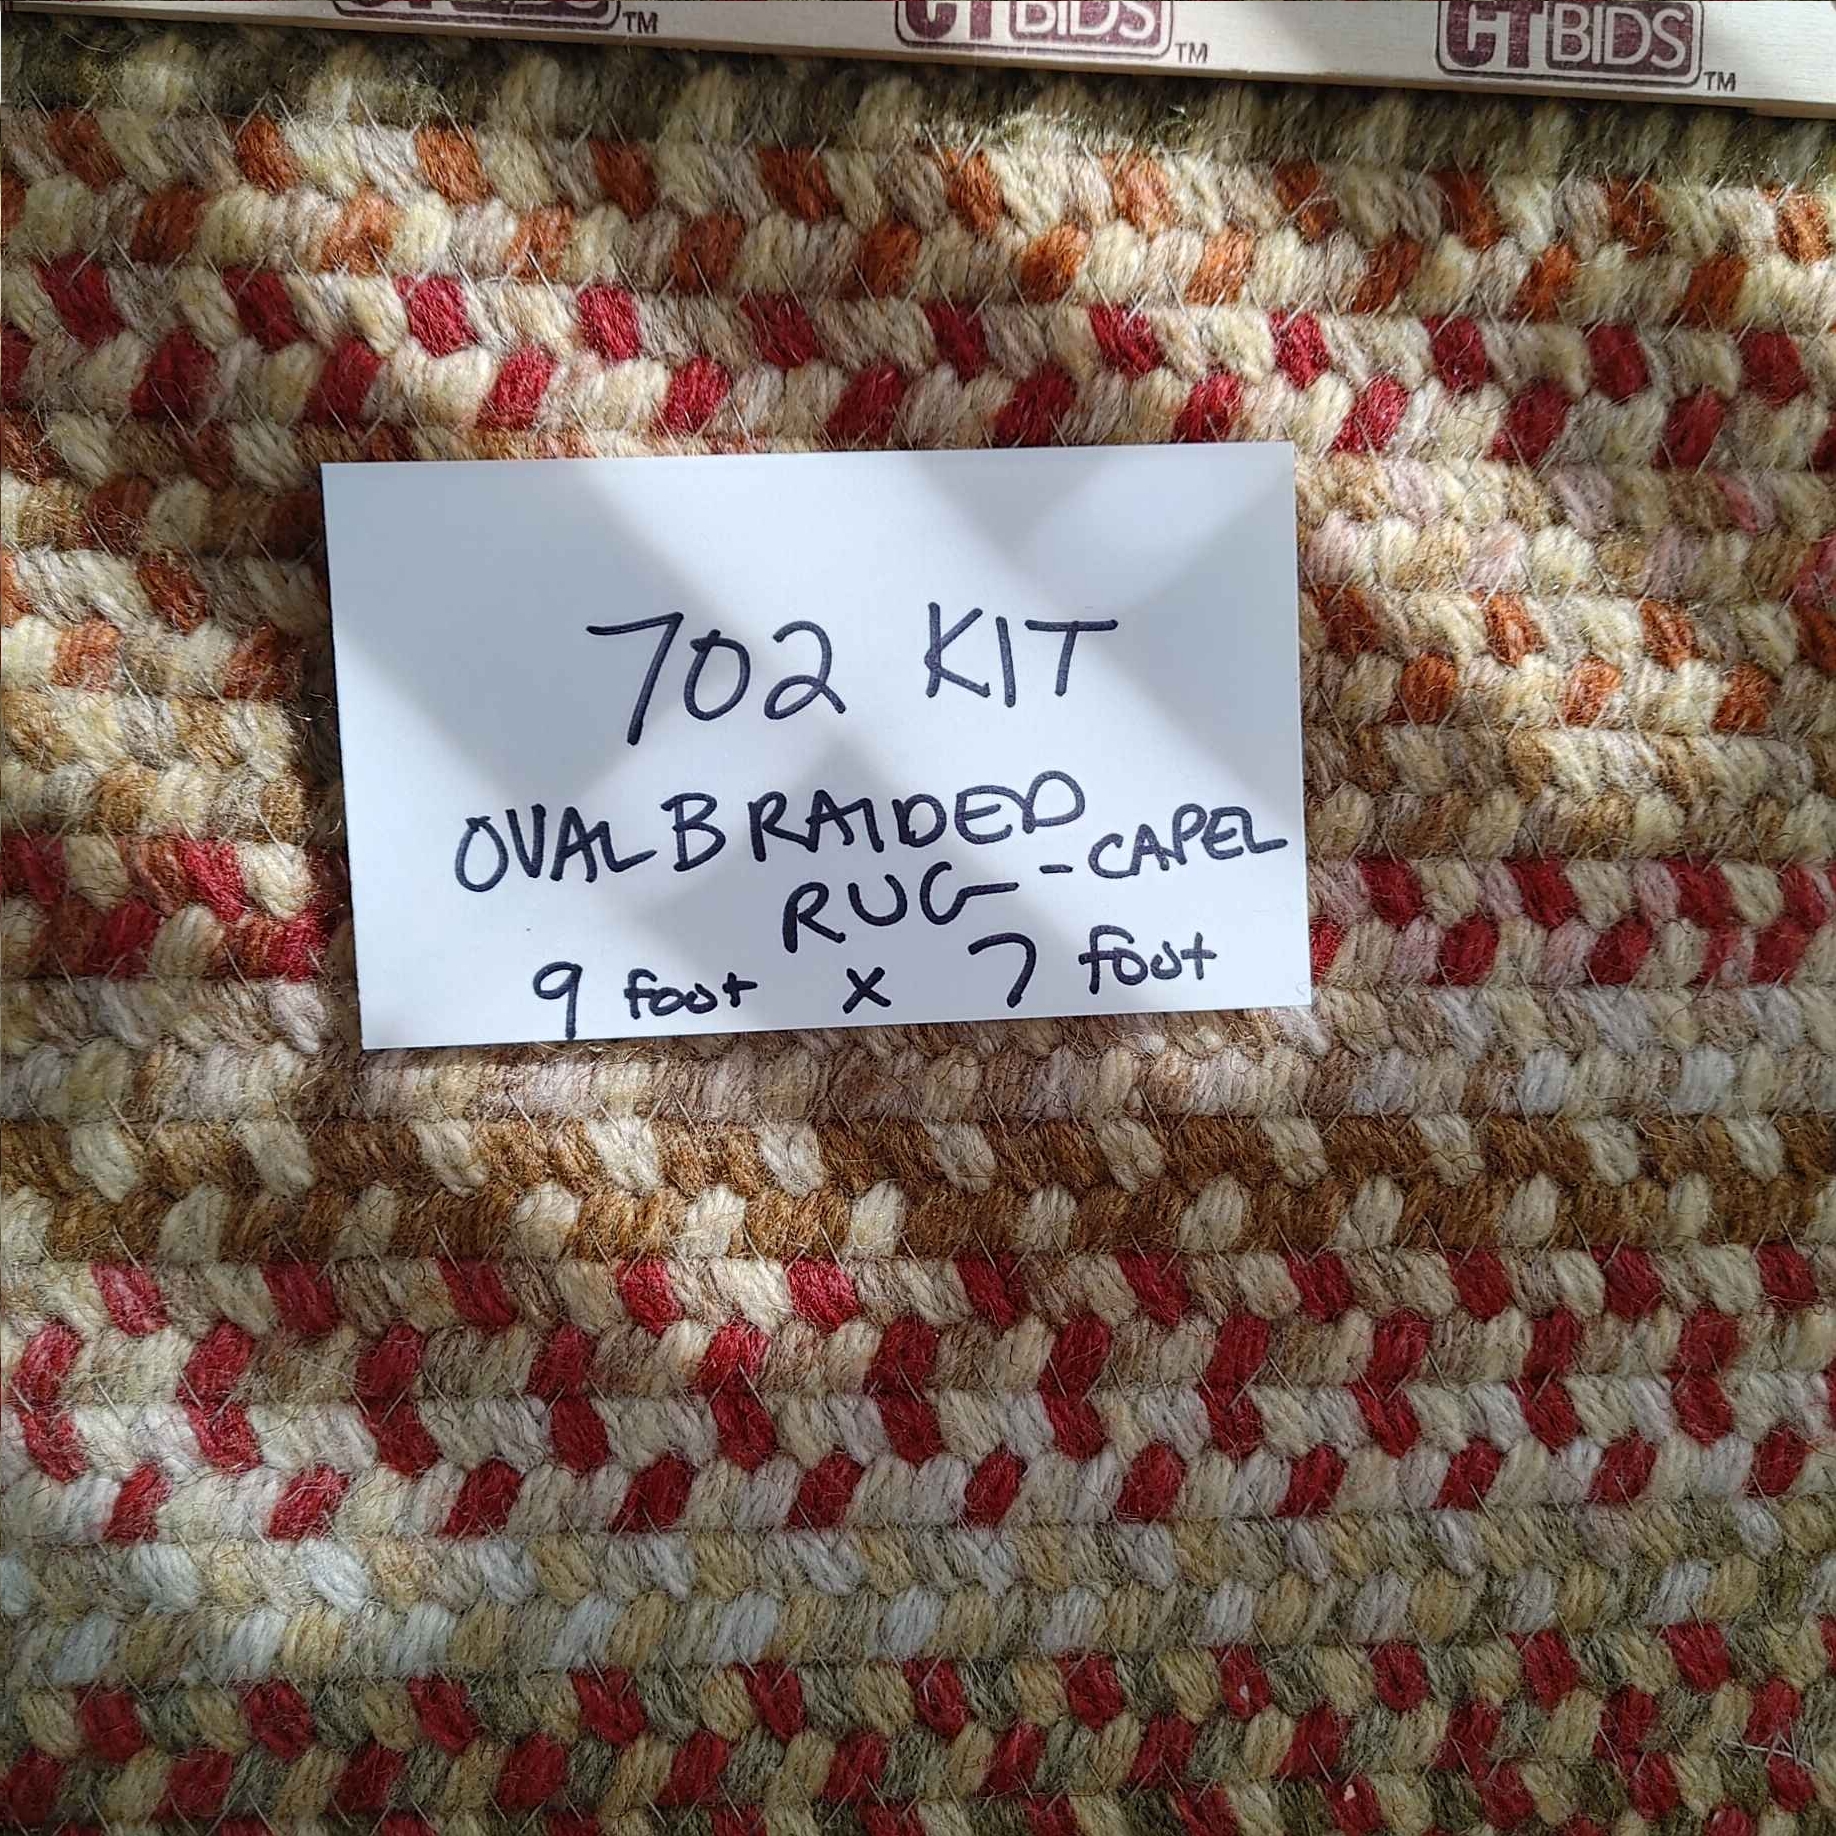 CTBIDS™ CTBIDS™ CTBIDS™
702 KIT
OVAL BRAIDED
RUG - CAPEL
9 foot x 7 foot